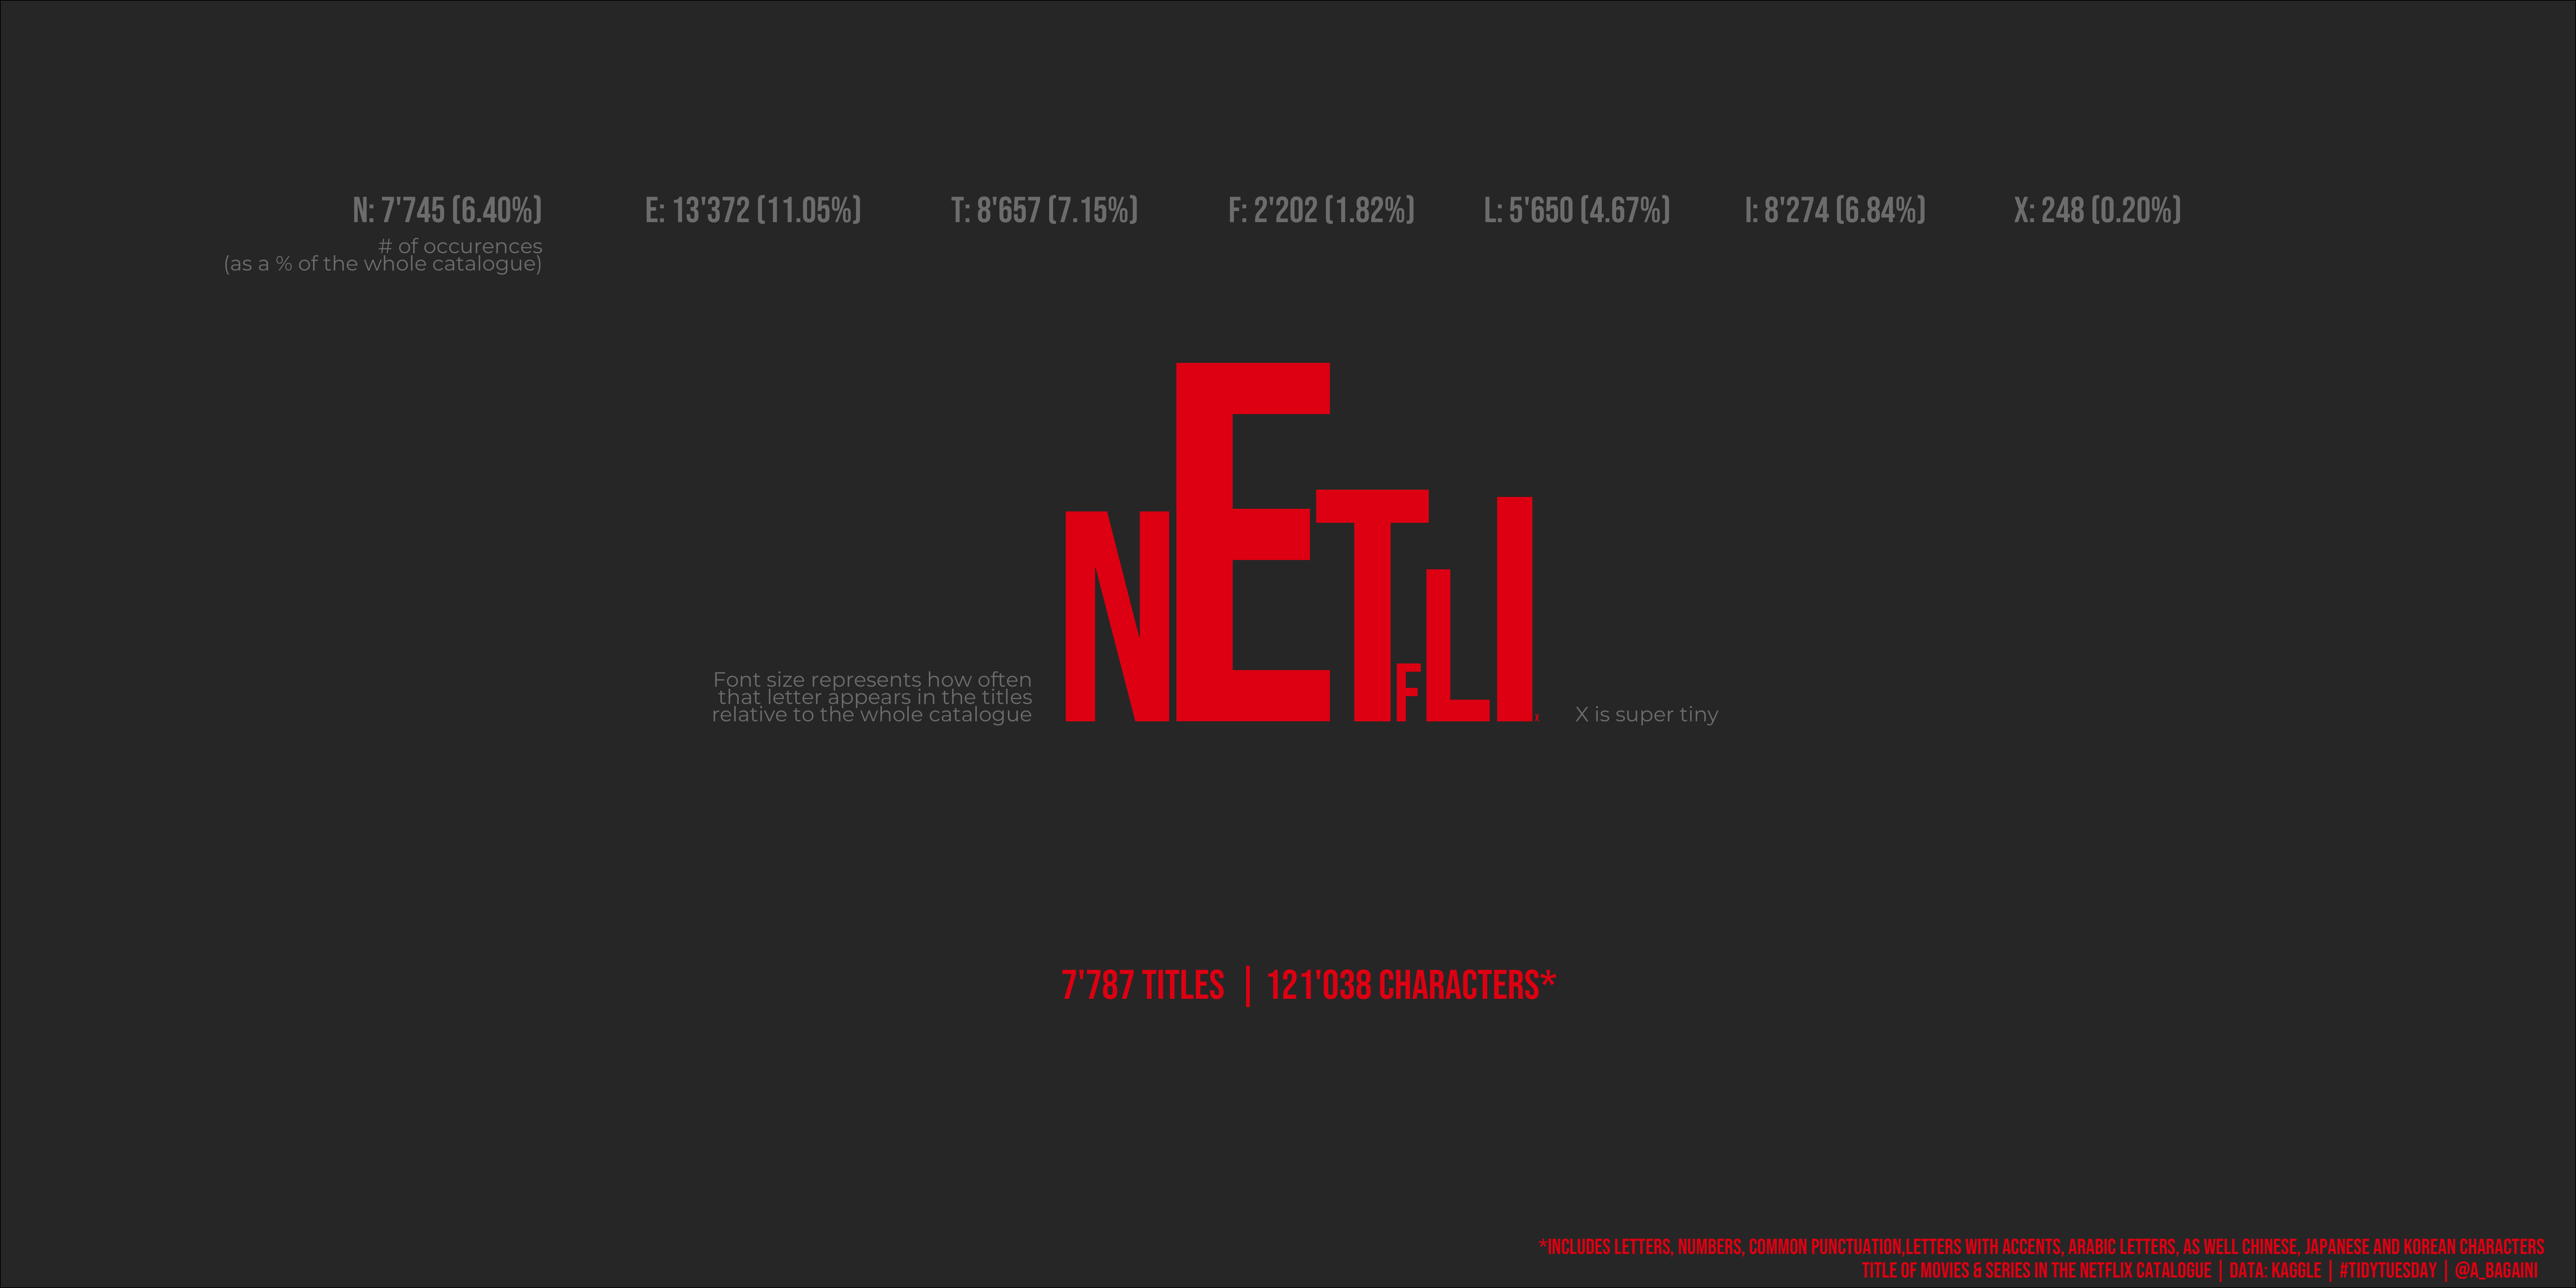 N: 7'745 (6.40%) E: 13'372 (11.05%) T: 8'657 (7.15%) F: 2'202 (1.82%) L: 5'650 (4.67%) I: 8'274 (6.84%) X: 248 (0.20%)
# of occurences
(as a % of the whole catalogue)
NETFLIX
Font size represents how often
that letter appears in the titles
relative to the whole catalogue
X is super tiny
7'787 TITLES | 121'038 CHARACTERS*
*INCLUDES LETTERS, NUMBERS, COMMON PUNCTUATION,LETTERS WITH ACCENTS, ARABIC LETTERS, AS WELL CHINESE, JAPANESE AND KOREAN CHARACTERS
TITLE OF MOVIES & SERIES IN THE NETFLIX CATALOGUE | DATA: KAGGLE | #TIDYTUESDAY | @A_BAGAINI